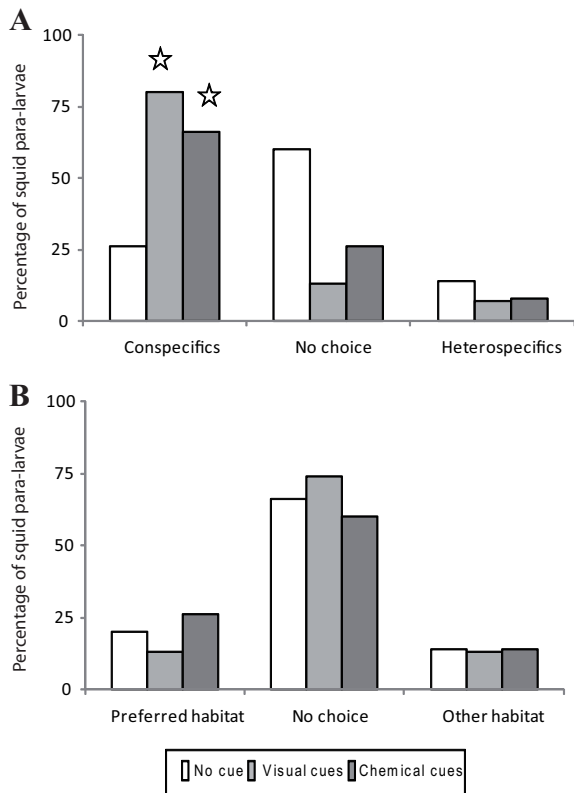 A
100
75
50
25
0
Percentage of squid para-larvae
Conspecifics No choice Heterospecifics
B
100
75
50
25
0
Percentage of squid para-larvae
Preferred habitat No choice Other habitat
No cue Visual cues Chemical cues